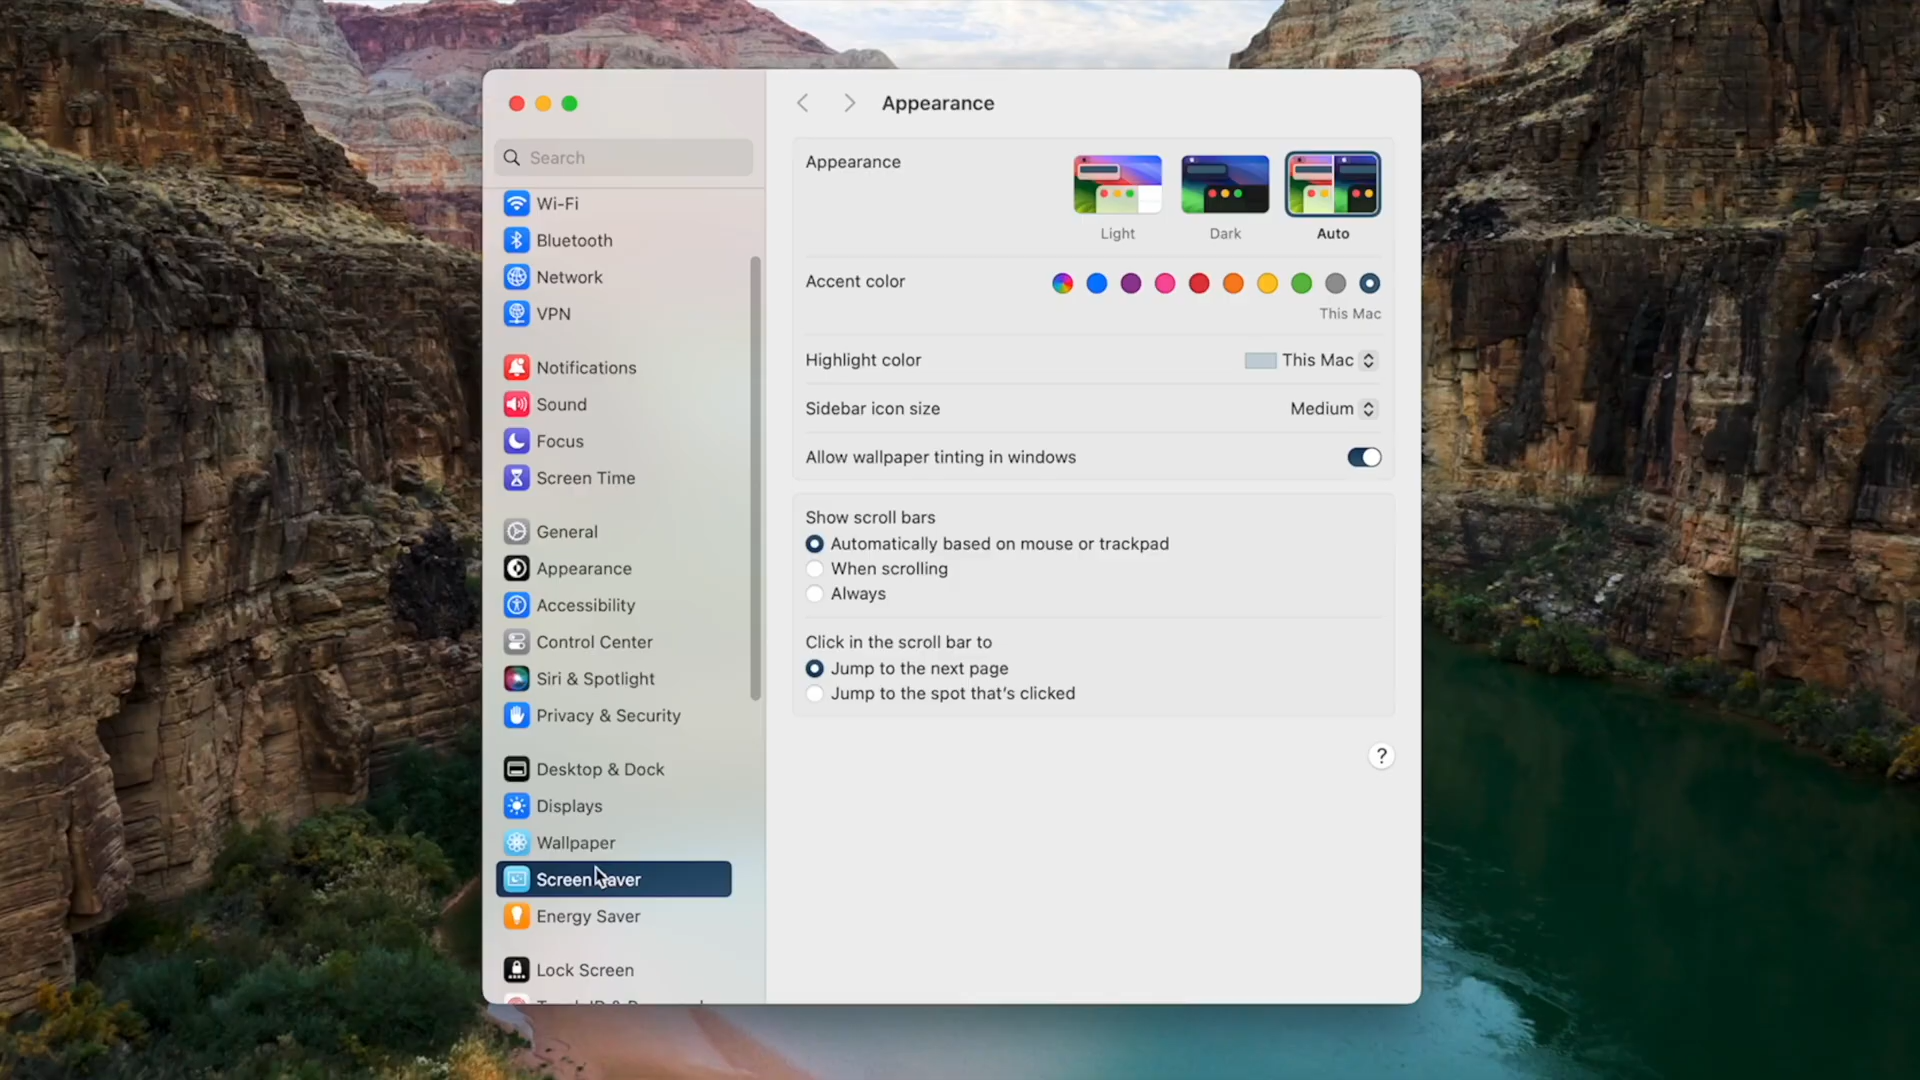 Search
Wi-Fi
Bluetooth
Network
VPN
Notifications
Sound
Focus
Screen Time
General
Appearance
Accessibility
Control Center
Siri & Spotlight
Privacy & Security
Desktop & Dock
Displays
Wallpaper
Screen Saver
Energy Saver
Lock Screen
Appearance
Appearance
Light
Dark
Auto
Accent color
This Mac
Highlight color
This Mac
Sidebar icon size
Medium
Allow wallpaper tinting in windows
Show scroll bars
Automatically based on mouse or trackpad
When scrolling
Always
Click in the scroll bar to
Jump to the next page
Jump to the spot that's clicked
?